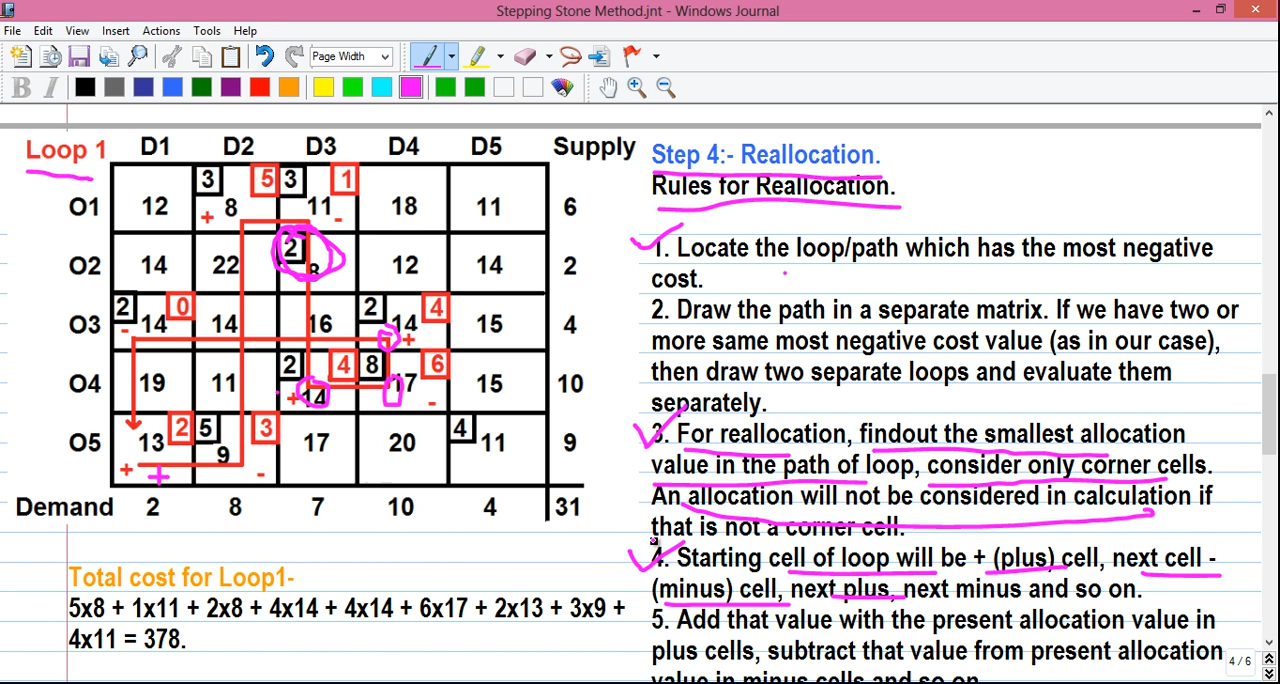 Stepping Stone Method.jnt - Windows Journal
File Edit View Insert Actions Tools Help
Page Width
B I
Loop 1 D1 D2 D3 D4 D5 Supply
3 5 3 1
O1 12 + 8 11 - 18 11 6
2
O2 14 22 8 12 14 2
2 0 2 4
O3 - 14 14 16 14 + 15 4
2 4 8 6
O4 19 11 + 14 17 - 15 10
2 5 3 4
O5 + 13 9 - 17 20 11 9
+
Demand 2 8 7 10 4 31
Total cost for Loop1-
5x8 + 1x11 + 2x8 + 4x14 + 4x14 + 6x17 + 2x13 + 3x9 +
4x11 = 378.
Step 4:- Reallocation.
Rules for Reallocation.
1. Locate the loop/path which has the most negative
cost.
2. Draw the path in a separate matrix. If we have two or
more same most negative cost value (as in our case),
then draw two separate loops and evaluate them
separately.
3. For reallocation, findout the smallest allocation
value in the path of loop, consider only corner cells.
An allocation will not be considered in calculation if
that is not a corner cell.
4. Starting cell of loop will be + (plus) cell, next cell -
(minus) cell, next plus, next minus and so on.
5. Add that value with the present allocation value in
plus cells, subtract that value from present allocation
value in minus cells and so on
4 / 6